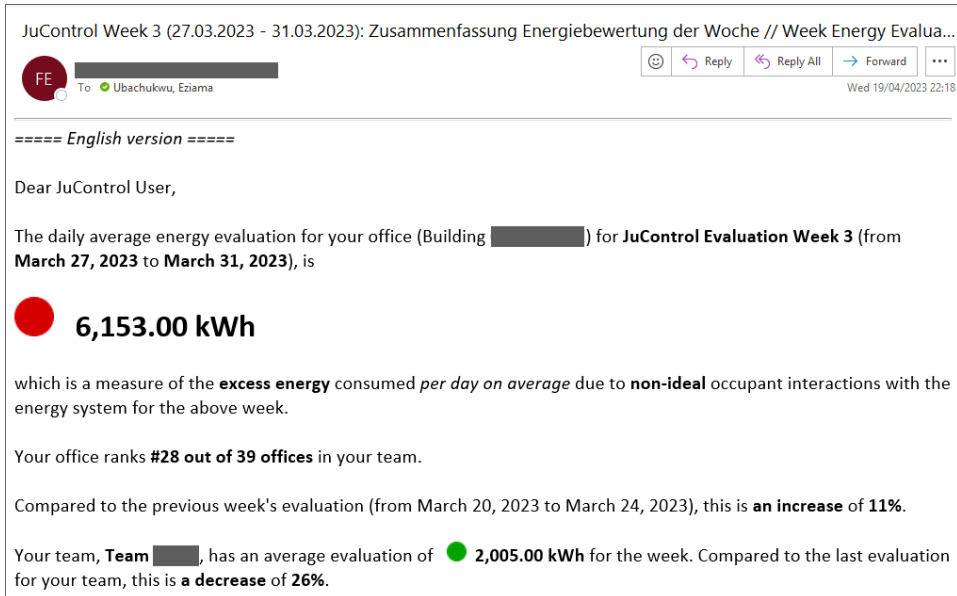 JuControl Week 3 (27.03.2023 - 31.03.2023): Zusammenfassung Energiebewertung der Woche // Week Energy Evalua...
FE
Reply
Reply All
Forward
To Ubachukwu, Eziama
Wed 19/04/2023 22:18
===== English version =====
Dear JuControl User,
The daily average energy evaluation for your office (Building ) for JuControl Evaluation Week 3 (from
March 27, 2023 to March 31, 2023), is
6,153.00 kWh
which is a measure of the excess energy consumed per day on average due to non-ideal occupant interactions with the
energy system for the above week.
Your office ranks #28 out of 39 offices in your team.
Compared to the previous week's evaluation (from March 20, 2023 to March 24, 2023), this is an increase of 11%.
Your team, Team , has an average evaluation of 2,005.00 kWh for the week. Compared to the last evaluation
for your team, this is a decrease of 26%.